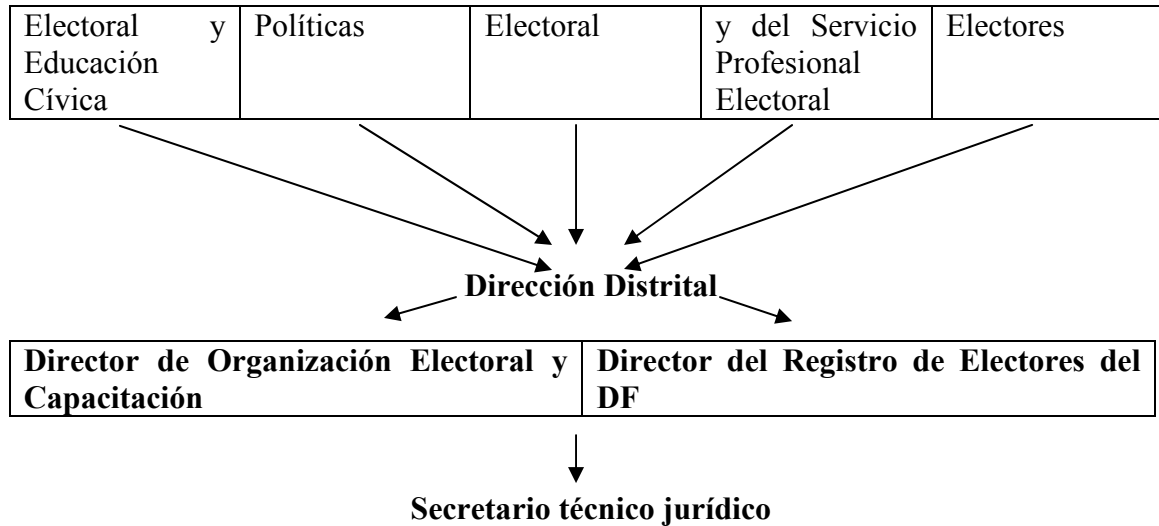 Electoral y
Educación
Cívica
Políticas
Electoral
y del Servicio
Profesional
Electoral
Electores
Dirección Distrital
Director de Organización Electoral y
Capacitación
Director del Registro de Electores del
DF
Secretario técnico jurídico